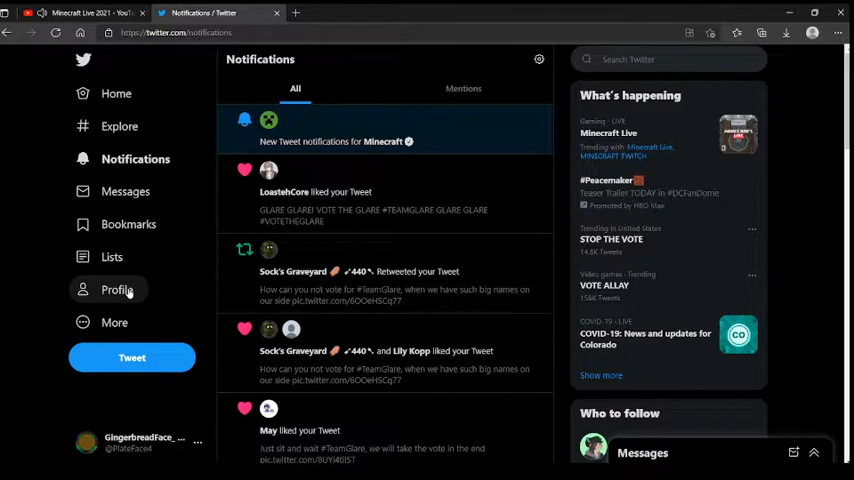 Minecraft Live 2021 - YouTu
Notifications / Twitter
https://twitter.com/notifications
Home
Explore
Notifications
Messages
Bookmarks
Lists
Profile
More
Tweet
GingerbreadFace_ ...
@PlateFace4
Notifications
All
Mentions
New Tweet notifications for Minecraft
LoastehCore liked your Tweet
GLARE GLARE! VOTE THE GLARE #TEAMGLARE GLARE GLARE
#VOTETHEGLARE
Sock's Graveyard ➶440➴ Retweeted your Tweet
How can you not vote for #TeamGlare, when we have such big names on
our side pic.twitter.com/6OOeHSCq77
Sock's Graveyard ➶440➴ and Lily Kopp liked your Tweet
How can you not vote for #TeamGlare, when we have such big names on
our side pic.twitter.com/6OOeHSCq77
May liked your Tweet
Just sit and wait #TeamGlare, we will take the vote in the end
Search Twitter
What's happening
Gaming · LIVE
Minecraft Live
Trending with Minecraft Live,
MINECRAFT TWITCH
#Peacemaker
Teaser Trailer TODAY in #DCFanDome
Promoted by HBO Max
Trending in United States
STOP THE VOTE
14.6K Tweets
Video games · Trending
VOTE ALLAY
158K Tweets
COVID-19 · LIVE
COVID-19: News and updates for
Colorado
Show more
Who to follow
Messages